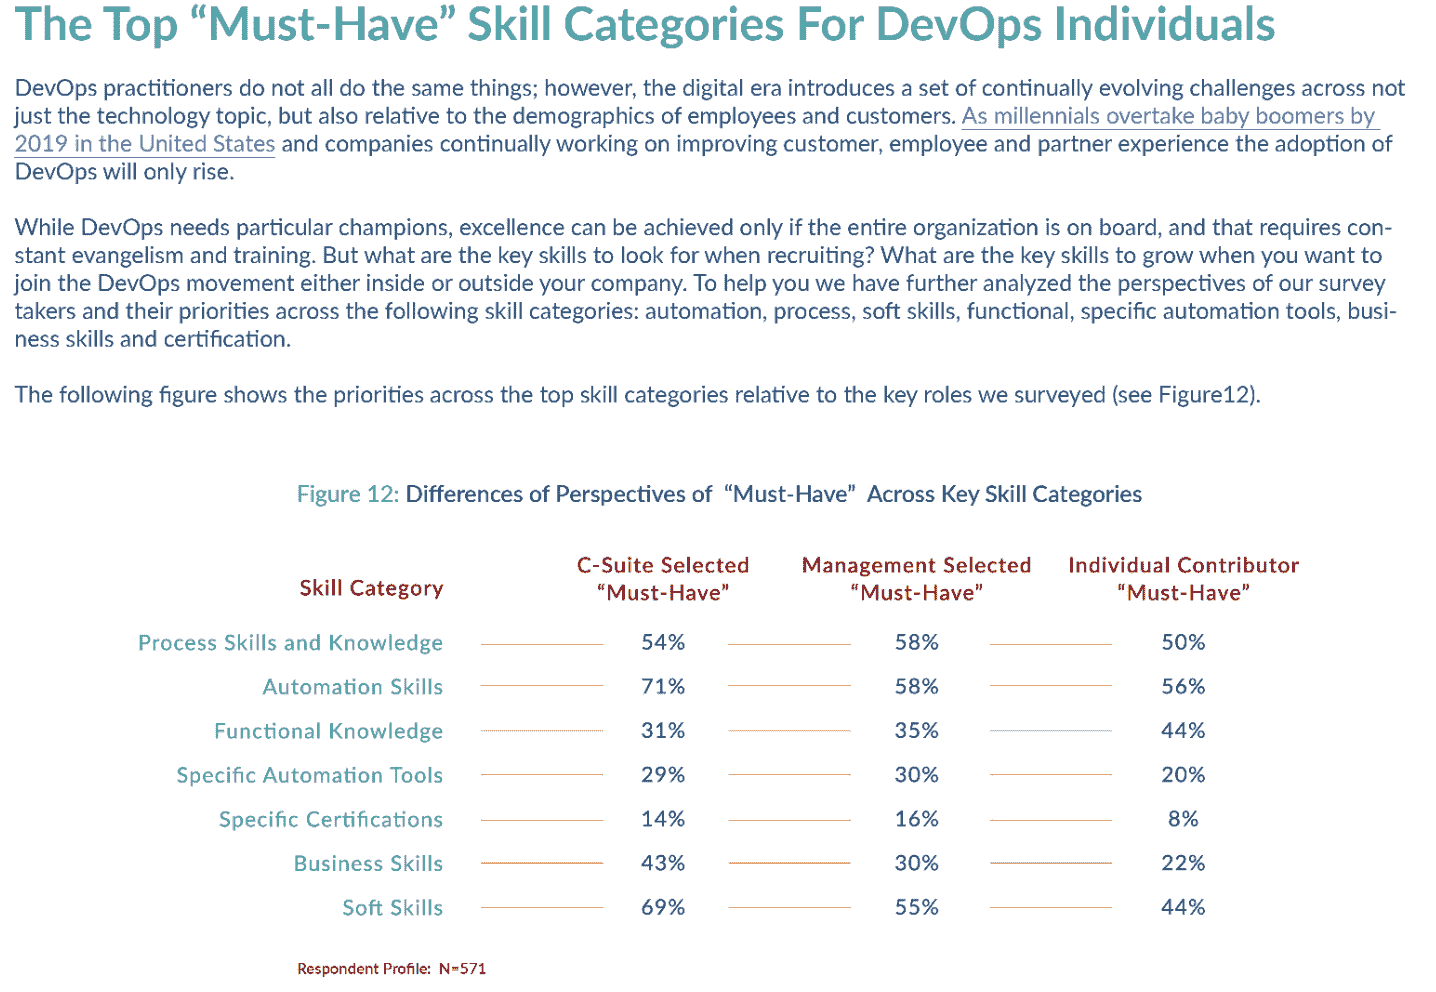 The Top “Must-Have” Skill Categories For DevOps Individuals
DevOps practitioners do not all do the same things; however, the digital era introduces a set of continually evolving challenges across not
just the technology topic, but also relative to the demographics of employees and customers. As millennials overtake baby boomers by
2019 in the United States and companies continually working on improving customer, employee and partner experience the adoption of
DevOps will only rise.
While DevOps needs particular champions, excellence can be achieved only if the entire organization is on board, and that requires con-
stant evangelism and training. But what are the key skills to look for when recruiting? What are the key skills to grow when you want to
join the DevOps movement either inside or outside your company. To help you we have further analyzed the perspectives of our survey
takers and their priorities across the following skill categories: automation, process, soft skills, functional, specific automation tools, busi-
ness skills and certification.
The following figure shows the priorities across the top skill categories relative to the key roles we surveyed (see Figure12).
Figure 12: Differences of Perspectives of “Must-Have” Across Key Skill Categories
Skill Category C-Suite Selected “Must-Have” Management Selected “Must-Have” Individual Contributor “Must-Have”
Process Skills and Knowledge 54% 58% 50%
Automation Skills 71% 58% 56%
Functional Knowledge 31% 35% 44%
Specific Automation Tools 29% 30% 20%
Specific Certifications 14% 16% 8%
Business Skills 43% 30% 22%
Soft Skills 69% 55% 44%
Respondent Profile: N=571